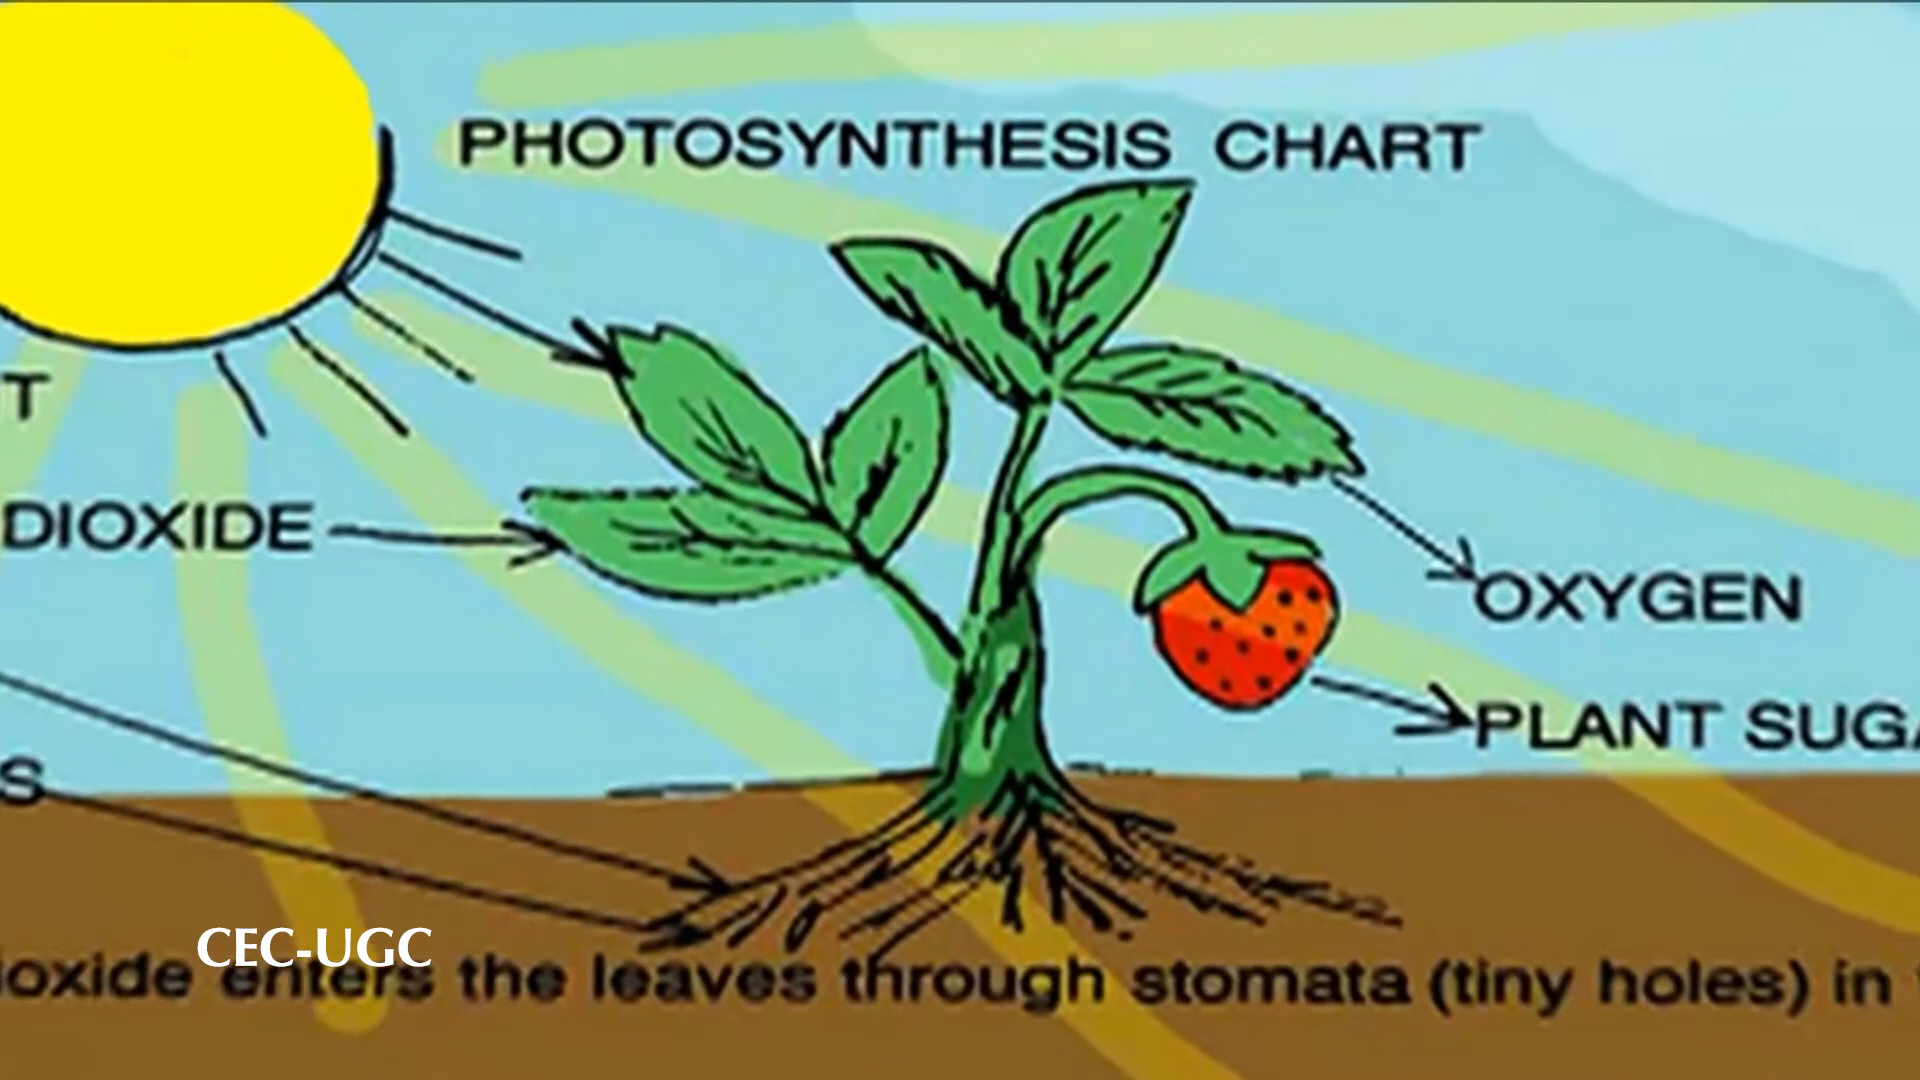 PHOTOSYNTHESIS CHART
T
DIOXIDE
OXYGEN
PLANT SUGA
S
CEC-UGC
ioxide enters the leaves through stomata (tiny holes) in